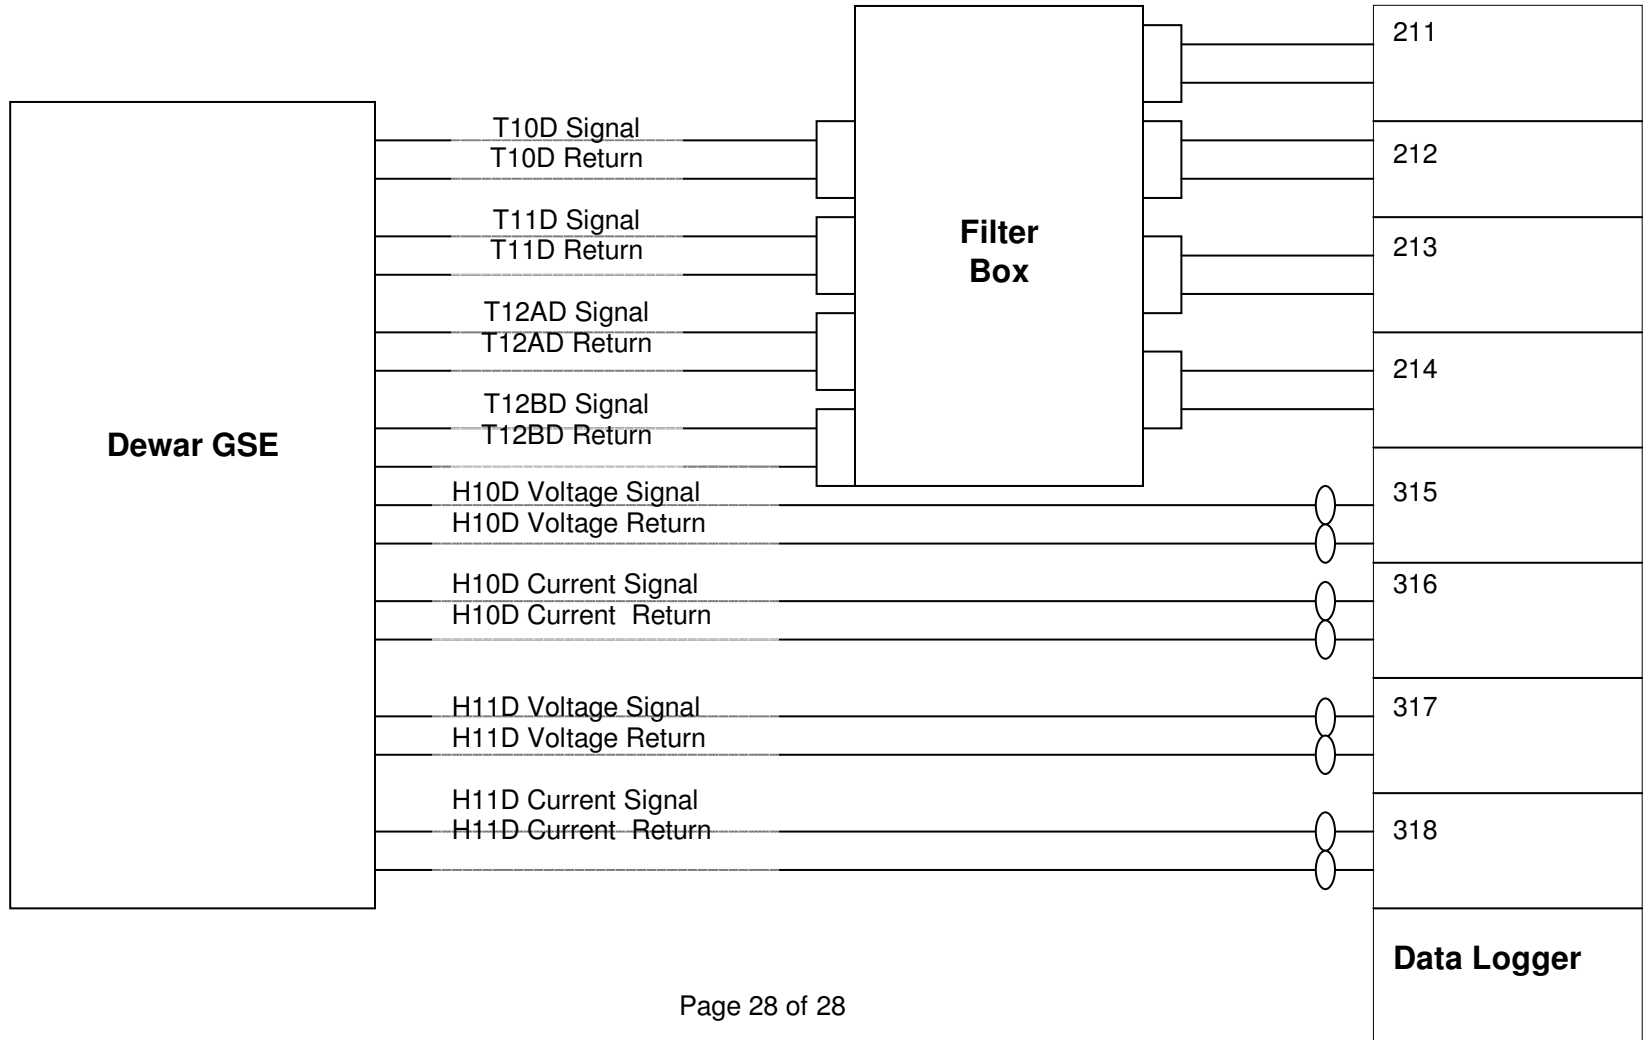 211
T10D Signal
T10D Return
212
T11D Signal
T11D Return
Filter
Box
213
T12AD Signal
T12AD Return
214
T12BD Signal
T12BD Return
Dewar GSE
H10D Voltage Signal
H10D Voltage Return
315
H10D Current Signal
H10D Current  Return
316
H11D Voltage Signal
H11D Voltage Return
317
H11D Current Signal
H11D Current  Return
318
Data Logger
Page 28 of 28